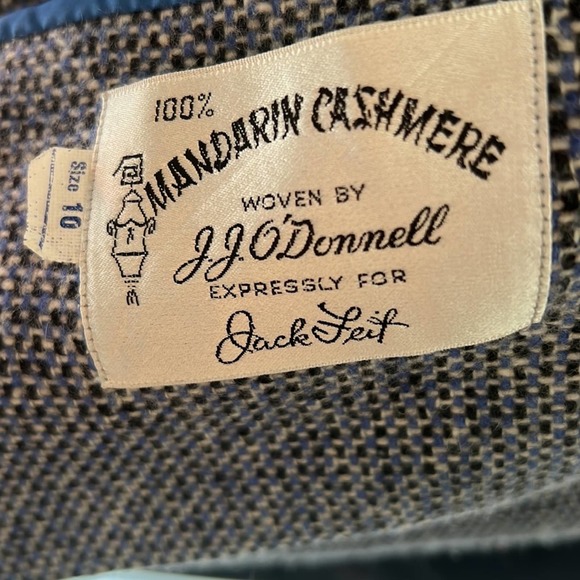 100%
MANDARIN CASHMERE
WOVEN BY
J.J. O'Donnell
EXPRESSLY FOR
Jack Feit
Size 10